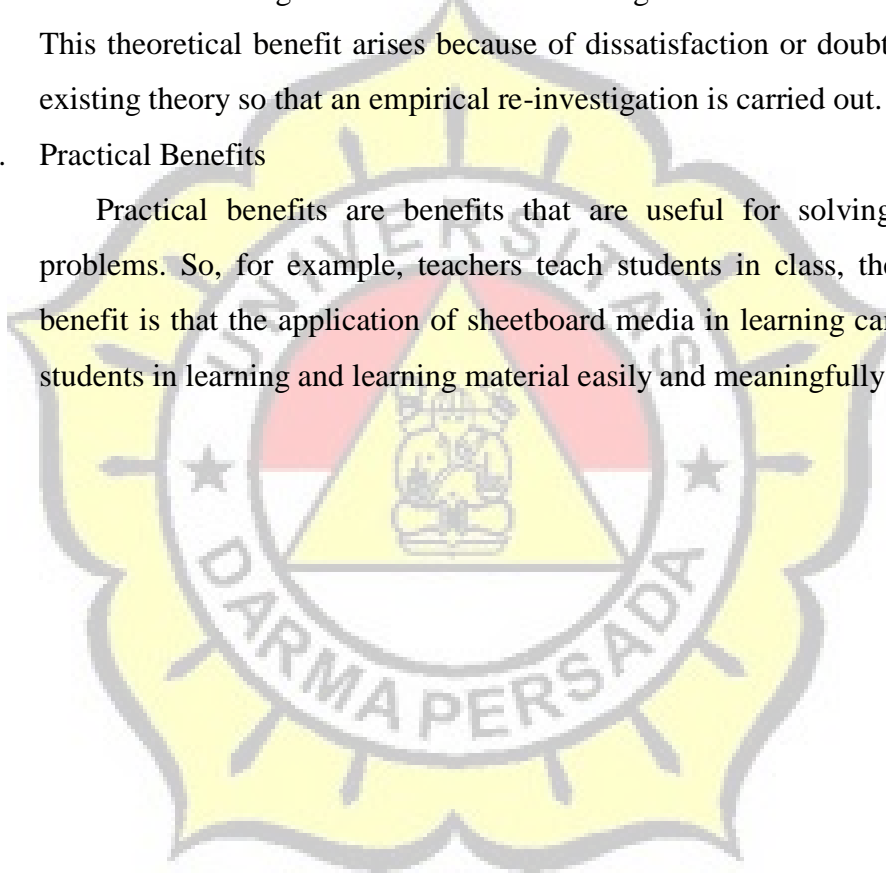 This theoretical benefit arises because of dissatisfaction or doubt
existing theory so that an empirical re-investigation is carried out.
. Practical Benefits
Practical benefits are benefits that are useful for solving
problems. So, for example, teachers teach students in class, the
benefit is that the application of sheetboard media in learning can
students in learning and learning material easily and meaningfully
UNIVERSITAS
DARMA PERSADA